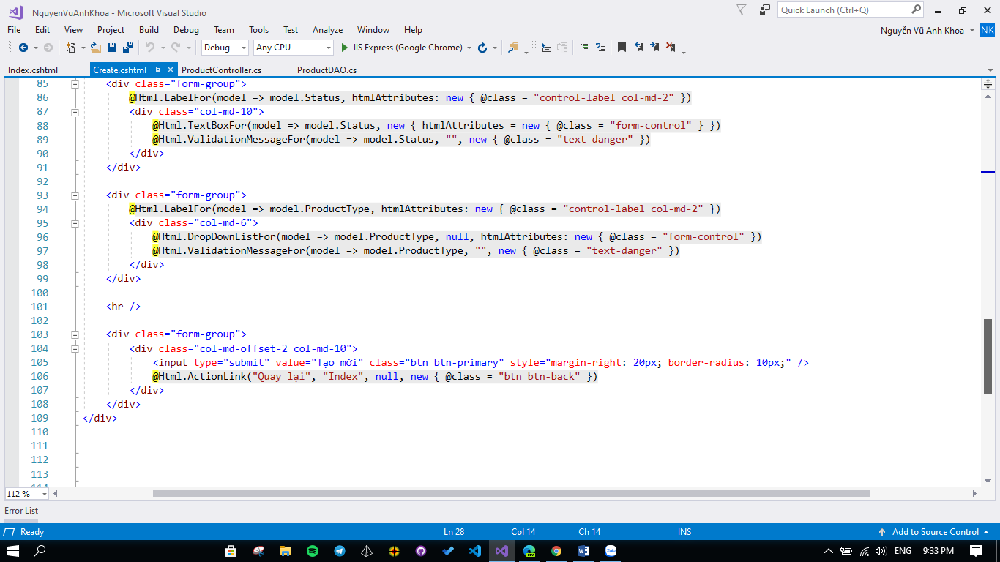 NguyenVuAnhKhoa - Microsoft Visual Studio
Quick Launch (Ctrl+Q)
File Edit View Project Build Debug Team Tools Test Analyze Window Help
Nguyễn Vũ Anh Khoa NK
Debug Any CPU IIS Express (Google Chrome)
Index.cshtml Create.cshtml ProductController.cs ProductDAO.cs
85 <div class="form-group">
86 @Html.LabelFor(model => model.Status, htmlAttributes: new { @class = "control-label col-md-2" })
87 <div class="col-md-10">
88 @Html.TextBoxFor(model => model.Status, new { htmlAttributes = new { @class = "form-control" } })
89 @Html.ValidationMessageFor(model => model.Status, "", new { @class = "text-danger" })
90 </div>
91 </div>
92
93 <div class="form-group">
94 @Html.LabelFor(model => model.ProductType, htmlAttributes: new { @class = "control-label col-md-2" })
95 <div class="col-md-6">
96 @Html.DropDownListFor(model => model.ProductType, null, htmlAttributes: new { @class = "form-control" })
97 @Html.ValidationMessageFor(model => model.ProductType, "", new { @class = "text-danger" })
98 </div>
99 </div>
100
101 <hr />
102
103 <div class="form-group">
104 <div class="col-md-offset-2 col-md-10">
105 <input type="submit" value="Tạo mới" class="btn btn-primary" style="margin-right: 20px; border-radius: 10px;" />
106 @Html.ActionLink("Quay lại", "Index", null, new { @class = "btn btn-back" })
107 </div>
108 </div>
109 </div>
110
111
112
113
114
112 %
Error List
Ready Ln 28 Col 14 Ch 14 INS Add to Source Control
DEV Zalo ENG 9:33 PM